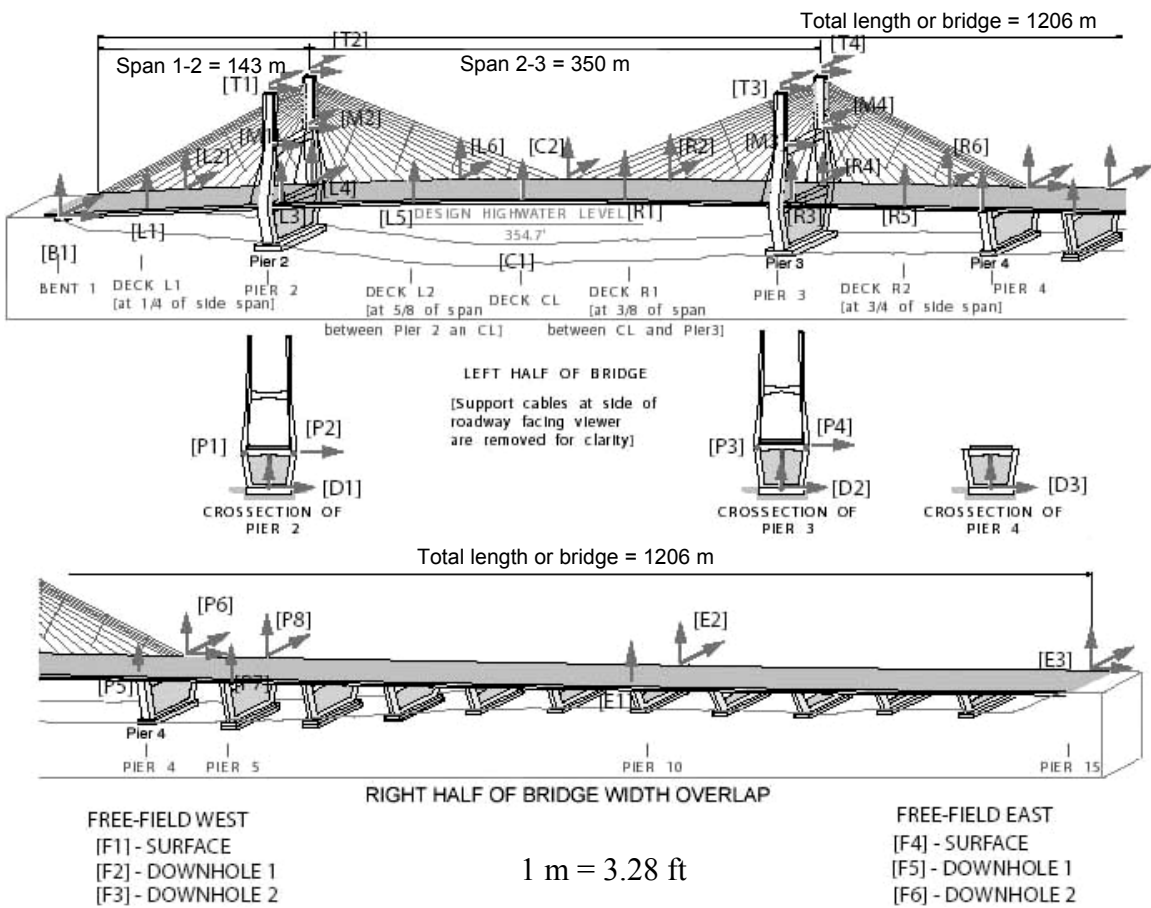 Total length or bridge = 1206 m
[T2]
[T4]
Span 1-2 = 143 m
Span 2-3 = 350 m
[T1]
[T3]
[M2]
[M4]
[L2]
[L6]
[C2]
[R2]
[R4]
[R6]
[L4]
[L3]
[L5]
DESIGN HIGHWATER LEVEL
[R1]
[R3]
[R5]
[L1]
354.7'
[B1]
Pier 2
[C1]
Pier 3
Pier 4
BENT 1
DECK L1
[at 1/4 of side span]
PIER 2
DECK L2
[at 5/8 of span
between Pier 2 an CL]
DECK CL
DECK R1
[at 3/8 of span
between CL and Pier3]
PIER 3
DECK R2
[at 3/4 of side span]
PIER 4
LEFT HALF OF BRIDGE
[Support cables at side of
roadway facing viewer
are removed for clarity]
[P1]
[P2]
[D1]
CROSSECTION OF
PIER 2
[P3]
[P4]
[D2]
CROSSECTION OF
PIER 3
[D3]
CROSSECTION OF
PIER 4
Total length or bridge = 1206 m
[P6]
[P8]
[E2]
[E3]
[P5]
[P7]
[E1]
Pier 4
PIER 4
PIER 5
PIER 10
PIER 15
RIGHT HALF OF BRIDGE WIDTH OVERLAP
FREE-FIELD WEST
[F1] - SURFACE
[F2] - DOWNHOLE 1
[F3] - DOWNHOLE 2
1 m = 3.28 ft
FREE-FIELD EAST
[F4] - SURFACE
[F5] - DOWNHOLE 1
[F6] - DOWNHOLE 2